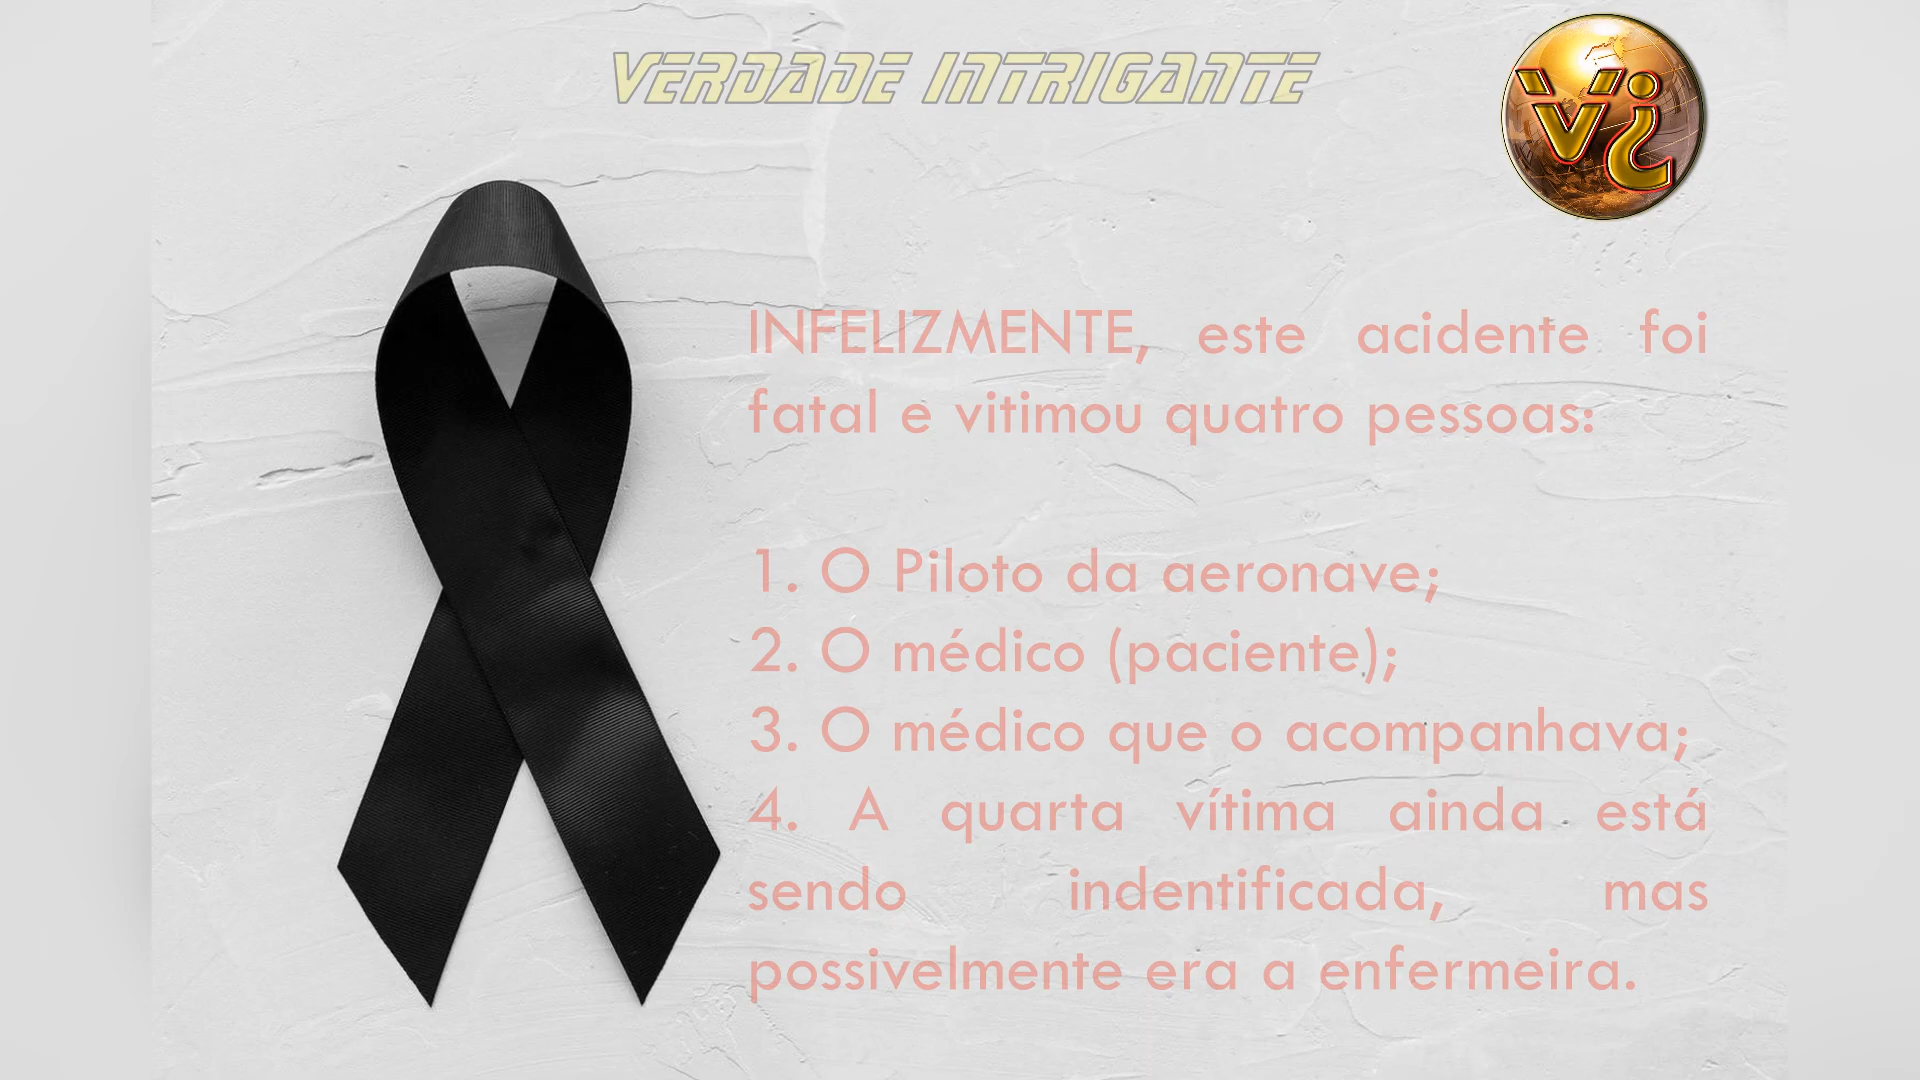 VERDADE INTRIGANTE
Vi
INFELIZMENTE, este acidente foi
fatal e vitimou quatro pessoas:
1. O Piloto da aeronave;
2. O médico (paciente);
3. O médico que o acompanhava;
4. A quarta vítima ainda está
sendo indentificada, mas
possivelmente era a enfermeira.